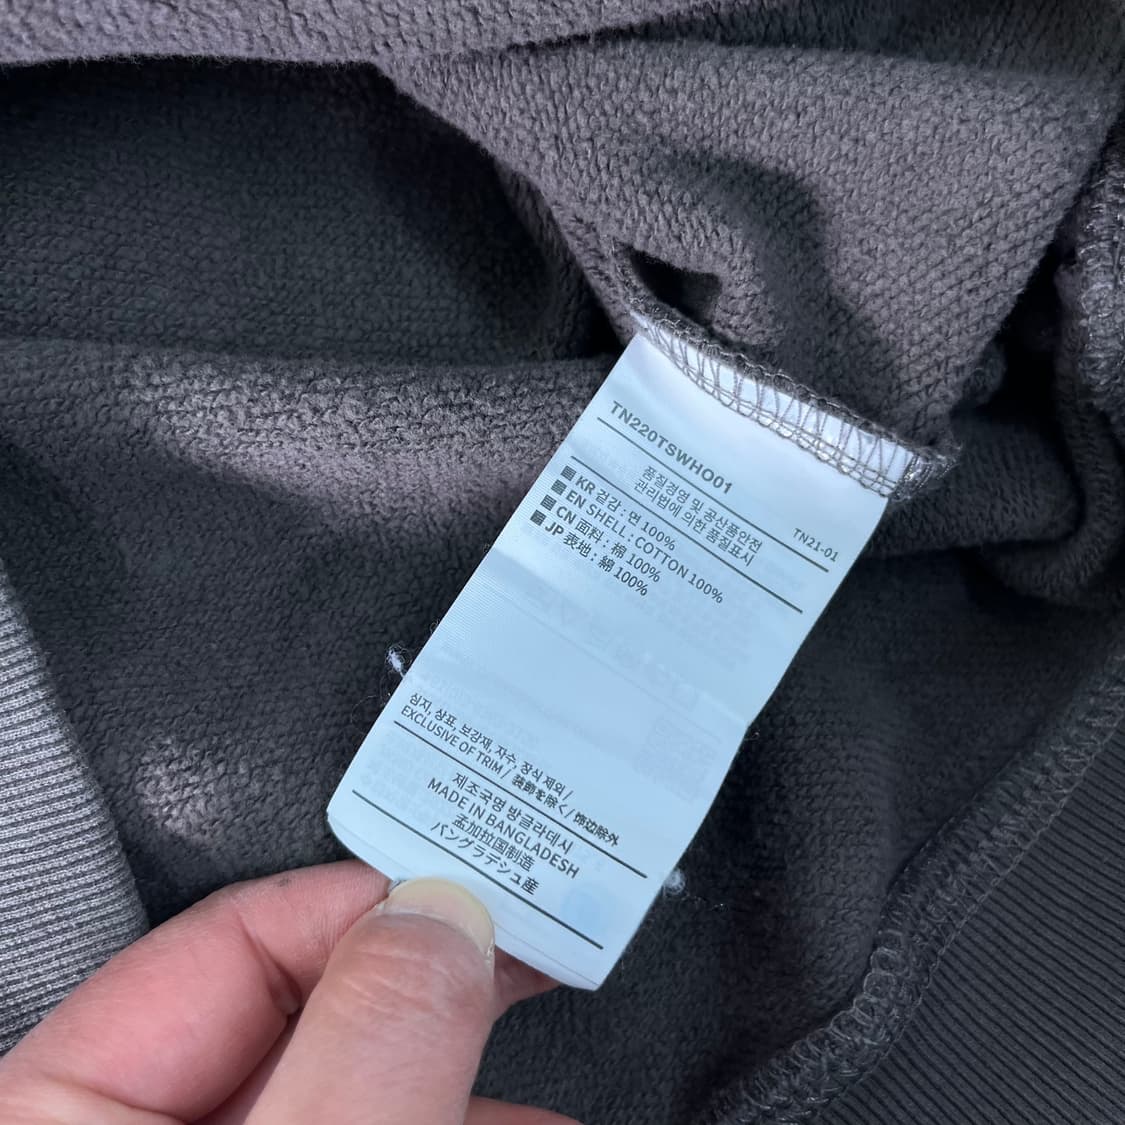 TN220TSWHO01
TN21-01
품질경영 및 공산품안전
관리법에 의한 품질표시
KR 겉감 : 면 100%
EN SHELL : COTTON 100%
CN 面料 : 棉 100%
JP 表地 : 綿 100%
심지, 상표, 보강재, 자수, 장식 제외 /
EXCLUSIVE OF TRIM / 装飾を除く / 饰边除外
제조국명 방글라데시
MADE IN BANGLADESH
孟加拉国制造
バングラデシュ産